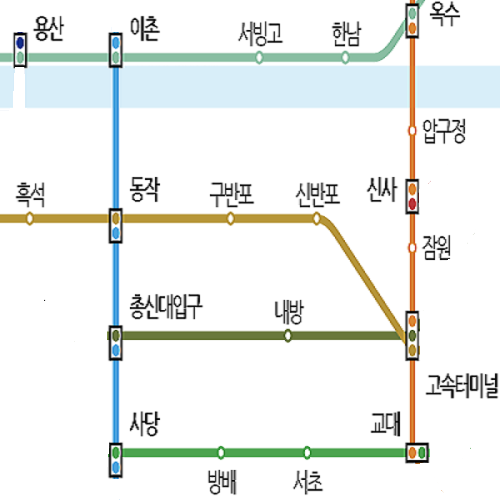 용산
이촌
서빙고
한남
옥수
압구정
흑석
동작
구반포
신반포
신사
잠원
총신대입구
내방
고속터미널
사당
교대
방배
서초